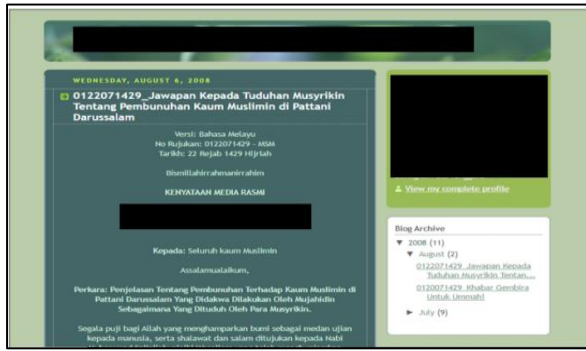 WEDNESDAY, AUGUST 6, 2008
0122071429_Jawapan Kepada Tuduhan Musyrikin
Tentang Pembunuhan Kaum Muslimin di Pattani
Darussalam
Versi: Bahasa Melayu
No Rujukan: 0122071429 - MSM
Tarikh: 22 Rejab 1429 Hijriah
Bismillahirrahmanirrahim
KENYATAAN MEDIA RASMI
Kepada: Seluruh kaum Muslimin
Assalamualaikum,
Perkara: Penjelasan Tentang Pembunuhan Terhadap Kaum Muslimin di
Pattani Darussalam Yang Didakwa Dilakukan Oleh Mujahidin
Sebagaimana Yang Dituduh Oleh Para Musyrikin.
Segala puji bagi Allah yang menghamparkan bumi sebagai medan ujian
kepada manusia, serta shalawat dan salam ditujukan kepada Nabi
View my complete profile
Blog Archive
▼ 2008 (11)
▼ August (2)
0122071429_Jawapan Kepada
Tuduhan Musyrikin Tentan...
0120071429_Khabar Gembira
Untuk Ummah!
► July (9)